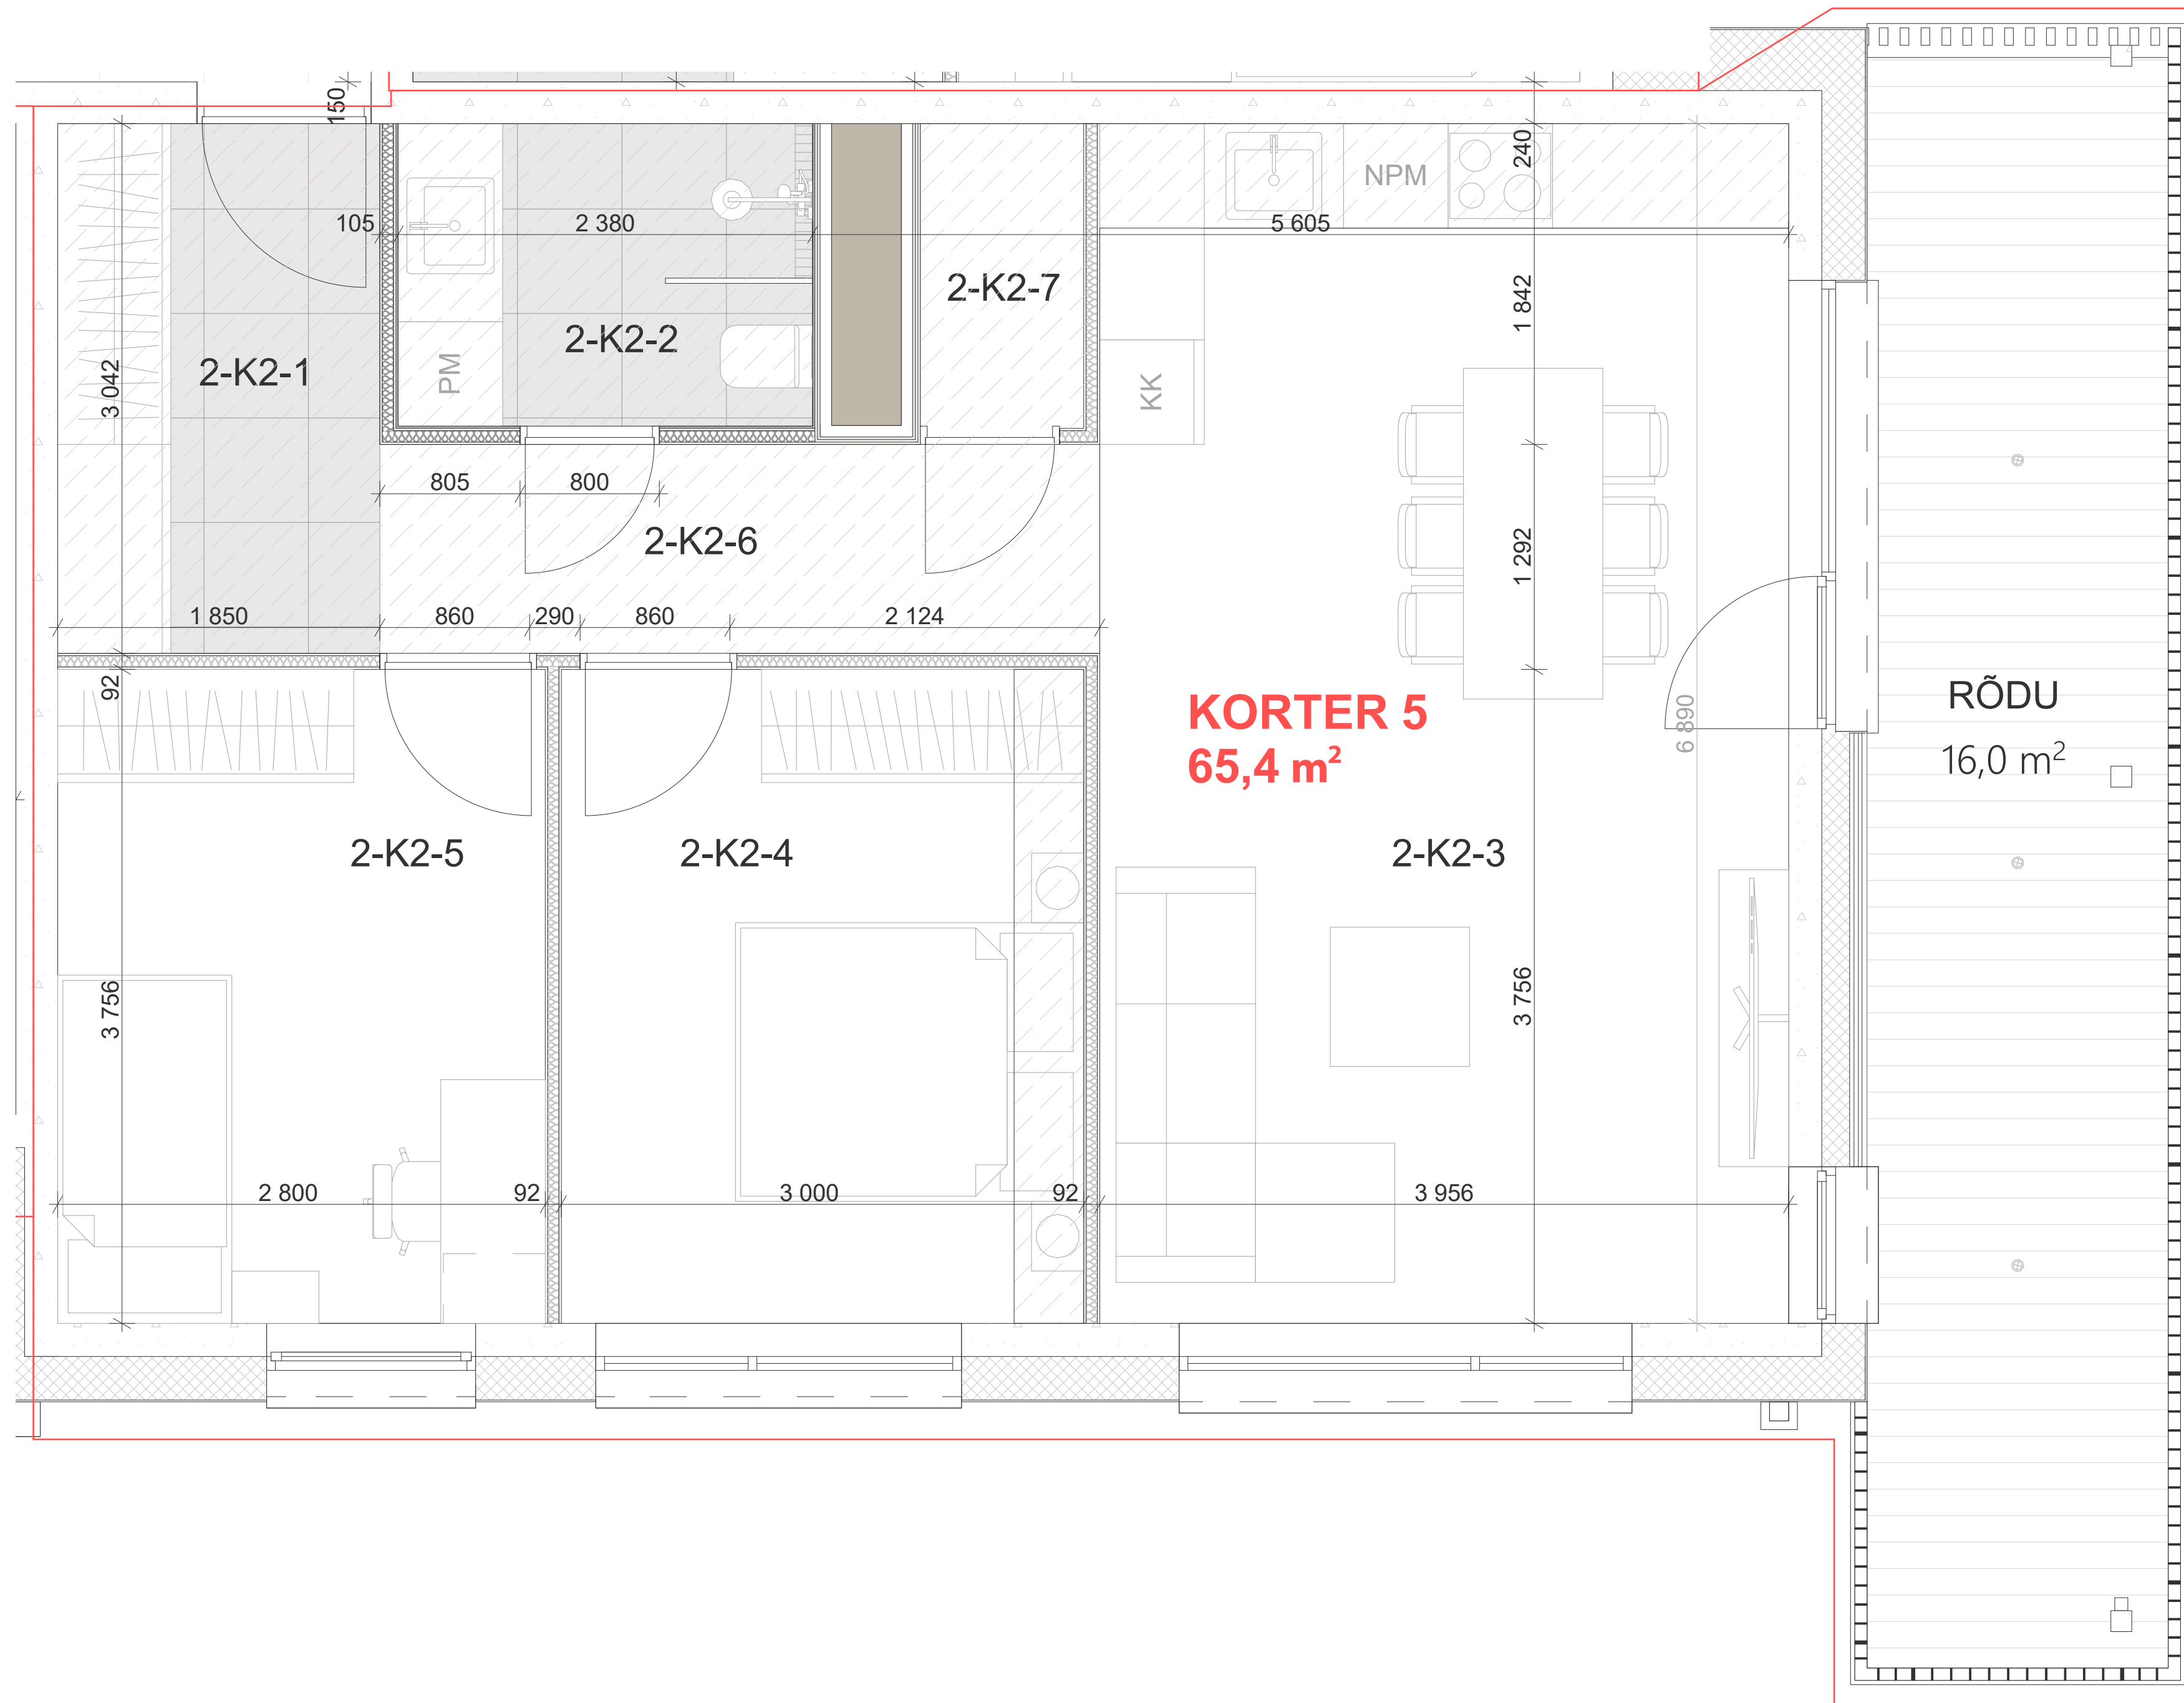 150
240
NPM
105
2 380
5 605
2-K2-7
1 842
2-K2-2
2-K2-1
3 042
PM
KK
805
800
2-K2-6
1 292
1 850
860
290
860
2 124
92
KORTER 5
65,4 m²
6 890
RÕDU
16,0 m²
2-K2-5
2-K2-4
2-K2-3
3 756
3 756
2 800
92
3 000
92
3 956